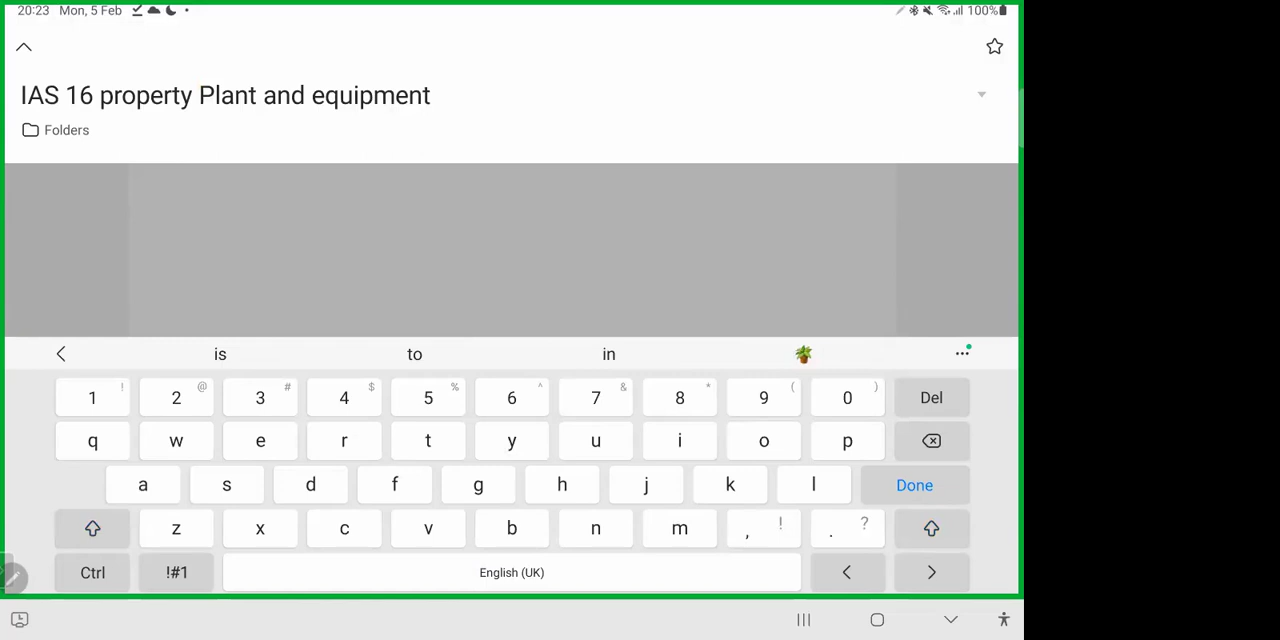 20:23 Mon, 5 Feb 100%
IAS 16 property Plant and equipment
Folders
is to in
1 ! 2 @ 3 # 4 $ 5 % 6 ^ 7 & 8 * 9 ( 0 ) Del
q w e r t y u i o p
a s d f g h j k l Done
z x c v b n m , ! . ?
Ctrl !#1 English (UK) < >